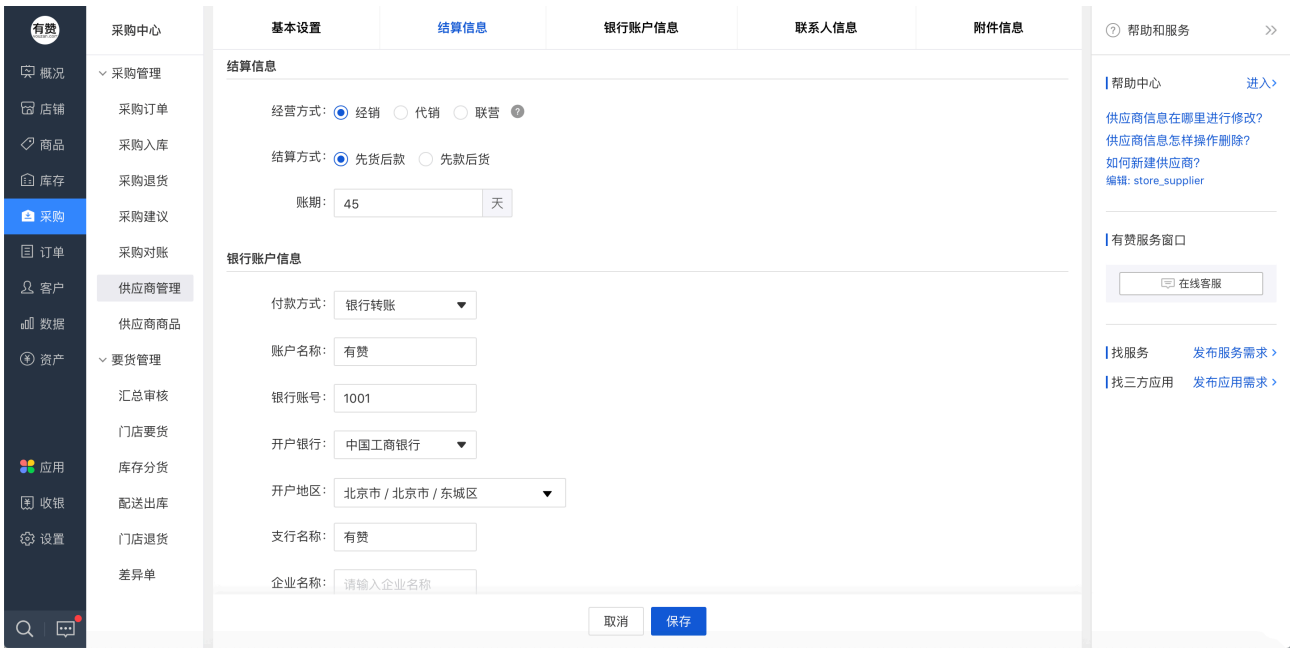 有赞
youzan.com
概况
店铺
商品
库存
采购
订单
客户
数据
资产
应用
收银
设置
采购中心
采购管理
采购订单
采购入库
采购退货
采购建议
采购对账
供应商管理
供应商商品
要货管理
汇总审核
门店要货
库存分货
配送出库
门店退货
差异单
基本设置 结算信息 银行账户信息 联系人信息 附件信息
结算信息
经营方式: 经销 代销 联营 ?
结算方式: 先货后款 先款后货
账期: 45 天
银行账户信息
付款方式: 银行转账
账户名称: 有赞
银行账号: 1001
开户银行: 中国工商银行
开户地区: 北京市 / 北京市 / 东城区
支行名称: 有赞
企业名称: 请输入企业名称
取消 保存
? 帮助和服务
帮助中心 进入
供应商信息在哪里进行修改?
供应商信息怎样操作删除?
如何新建供应商?
编辑: store_supplier
有赞服务窗口
在线客服
找服务 发布服务需求
找三方应用 发布应用需求